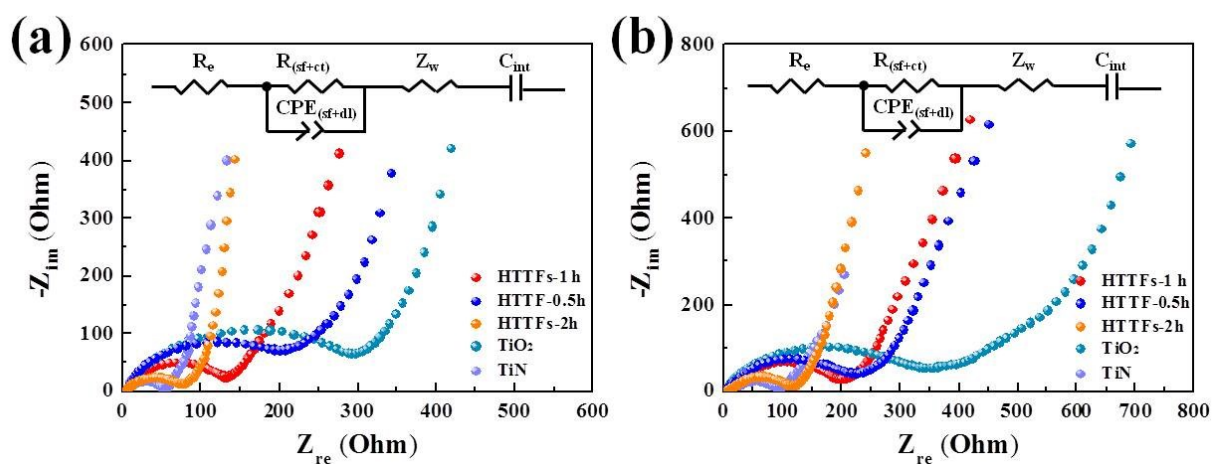 (a)
600
500
400
300
200
100
0
-Z_im (Ohm)
R_e
R_(sf+ct)
Z_w
C_int
CPE_(sf+dl)
HTTFs-1 h
HTTF-0.5h
HTTFs-2h
TiO₂
TiN
0 100 200 300 400 500 600
Z_re (Ohm)
(b)
800
600
400
200
0
-Z_im (Ohm)
R_e
R_(sf+ct)
Z_w
C_int
CPE_(sf+dl)
HTTFs-1 h
HTTF-0.5h
HTTFs-2h
TiO₂
TiN
0 100 200 300 400 500 600 700 800
Z_re (Ohm)